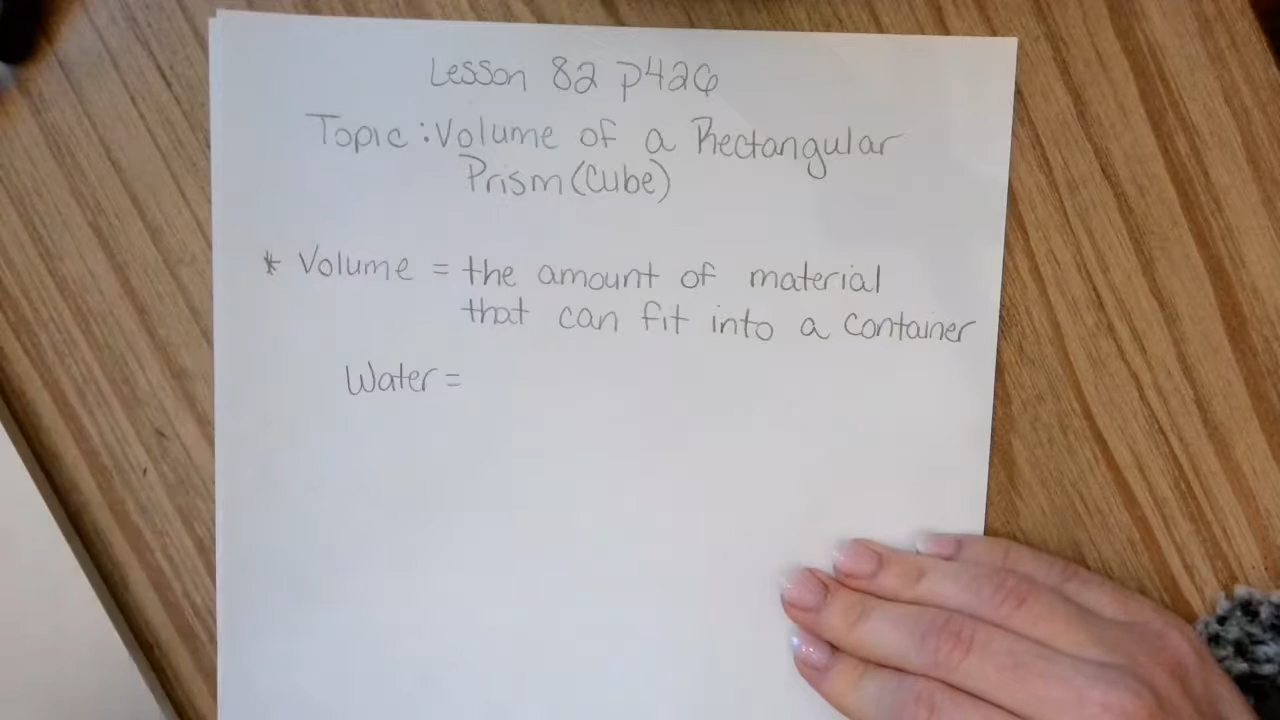 Lesson 82 p426
Topic: Volume of a Rectangular
Prism (Cube)
* Volume = the amount of material
that can fit into a container
Water =